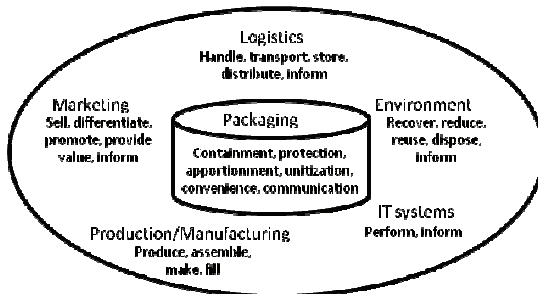 Logistics
Handle, transport, store,
distribute, inform
Marketing
Sell, differentiate,
promote, provide
value, inform
Packaging
Containment, protection,
apportionment, unitization,
convenience, communication
Environment
Recover, reduce,
reuse, dispose,
inform
IT systems
Perform, inform
Production/Manufacturing
Produce, assemble,
make, fill